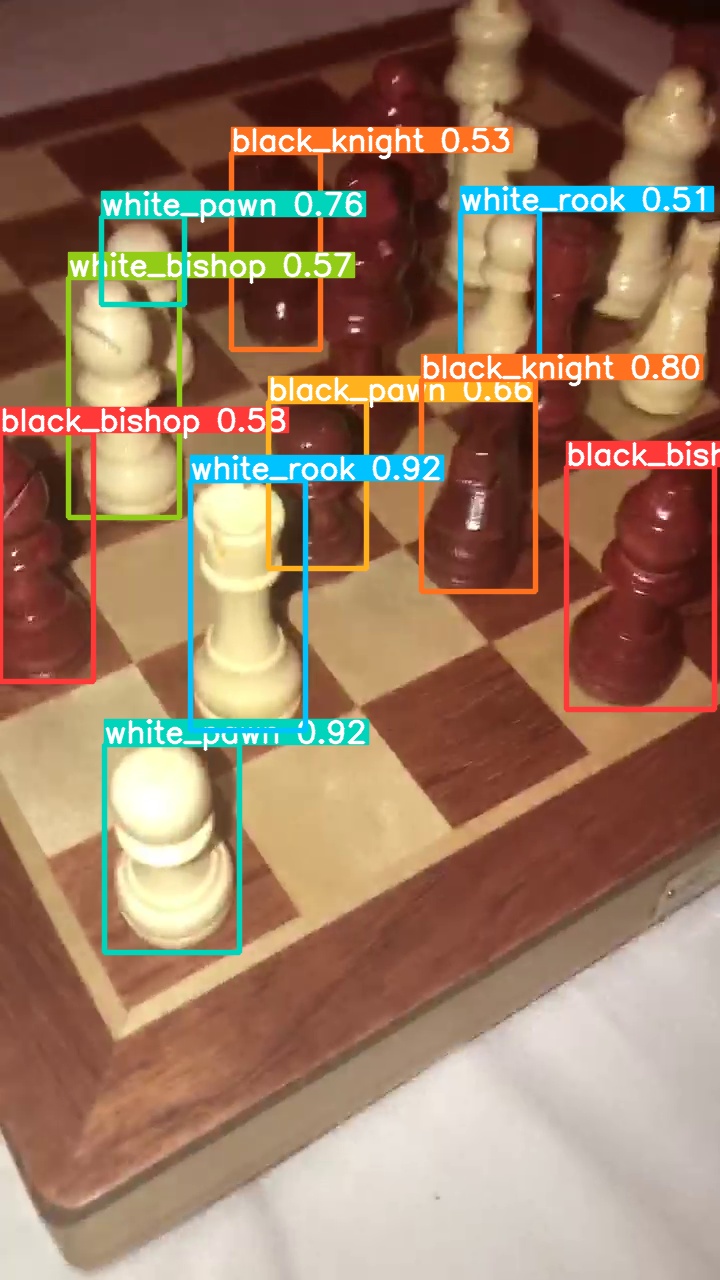 black_knight 0.53
white_pawn 0.76
white_rook 0.51
white_bishop 0.57
black_knight 0.80
black_pawn 0.66
black_bishop 0.58
white_rook 0.92
black_bish
white_pawn 0.92